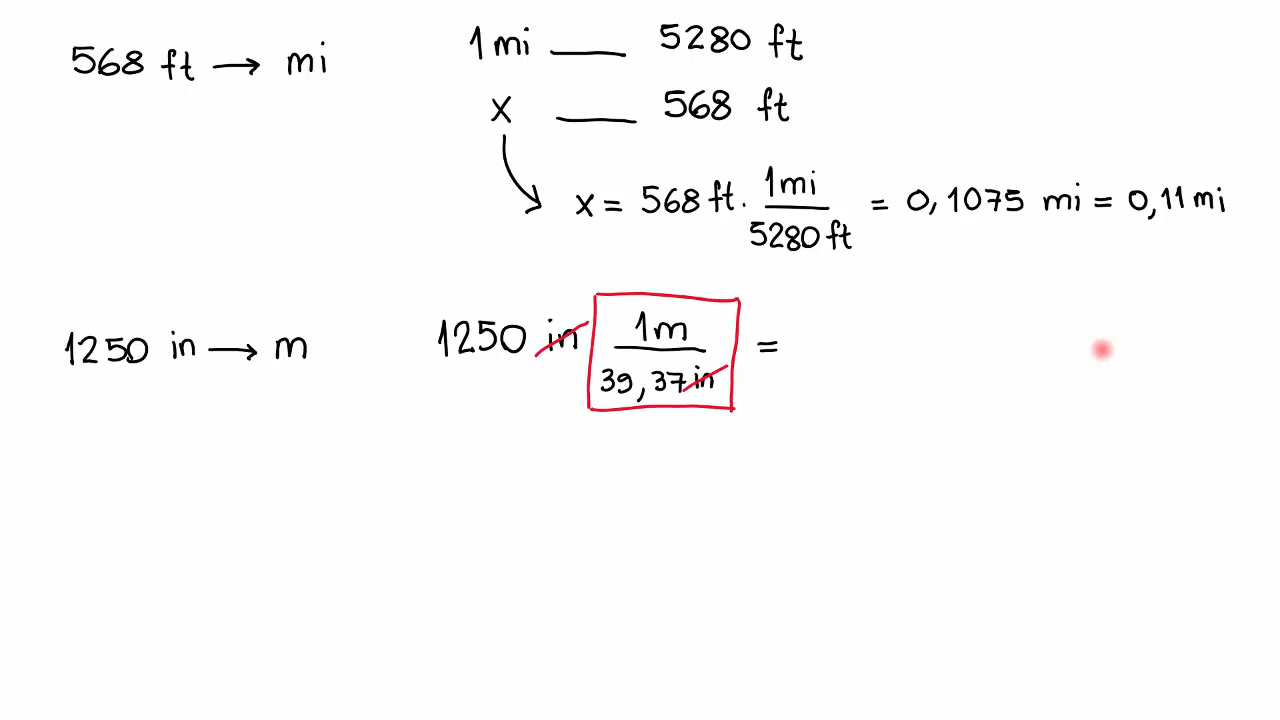 568 ft → mi
1 mi ___ 5280 ft
x ___ 568 ft
x = 568 ft · 1mi / 5280 ft = 0,1075 mi = 0,11 mi
1250 in → m
1250 in 1m / 39,37 in =